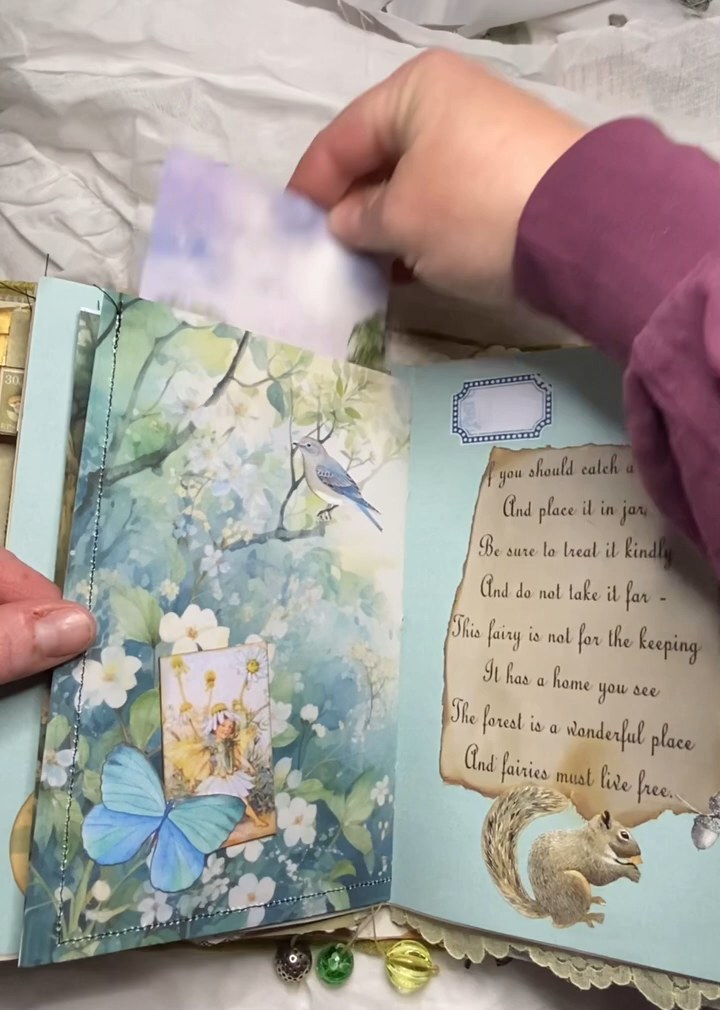 30
f you should catch a
And place it in jar,
Be sure to treat it kindly
And do not take it far -
This fairy is not for the keeping
It has a home you see
The forest is a wonderful place
And fairies must live free.